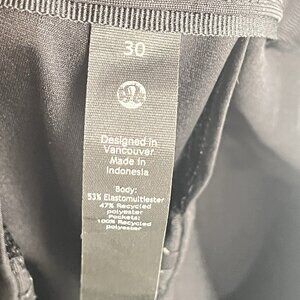 30
Designed in
Vancouver
Made in
Indonesia
Body:
53% Elastomultiester
47% Recycled
polyester
Pockets:
100% Recycled
polyester